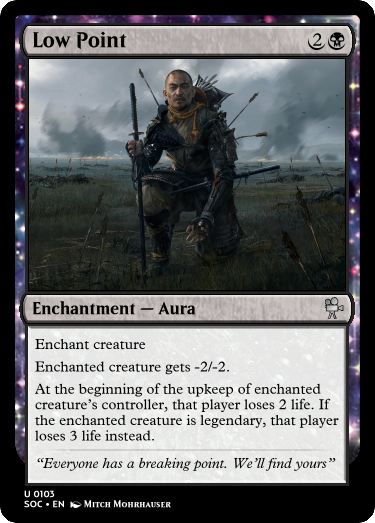 Low Point 2
Enchantment — Aura
Enchant creature
Enchanted creature gets -2/-2.
At the beginning of the upkeep of enchanted
creature's controller, that player loses 2 life. If
the enchanted creature is legendary, that player
loses 3 life instead.
"Everyone has a breaking point. We'll find yours"
U 0103
SOC • EN Mitch Mohrhauser